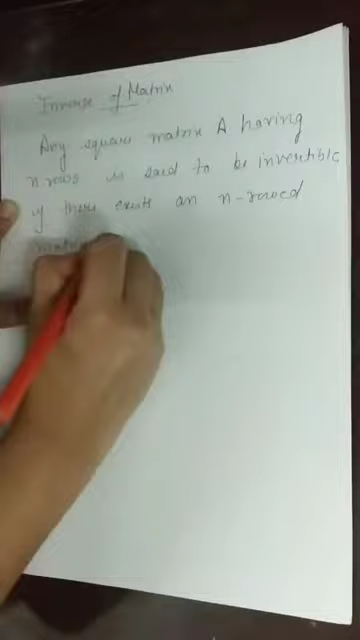 Inverse of Matrix
Any square matrix A having
n rows is said to be invertible
if there exists an n-rowed